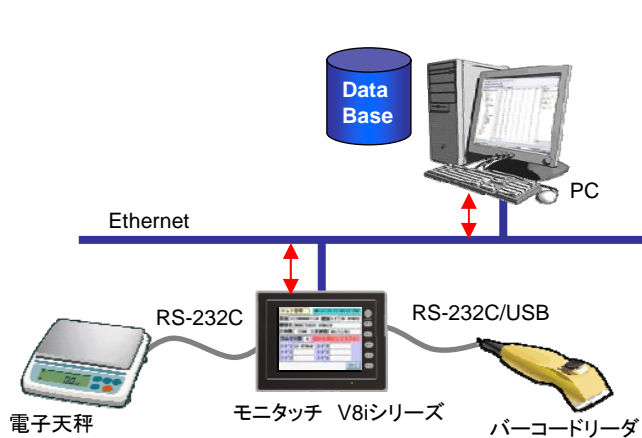 Data
Base
PC
Ethernet
RS-232C
RS-232C/USB
電子天秤
モニタッチ V8iシリーズ
バーコードリーダ